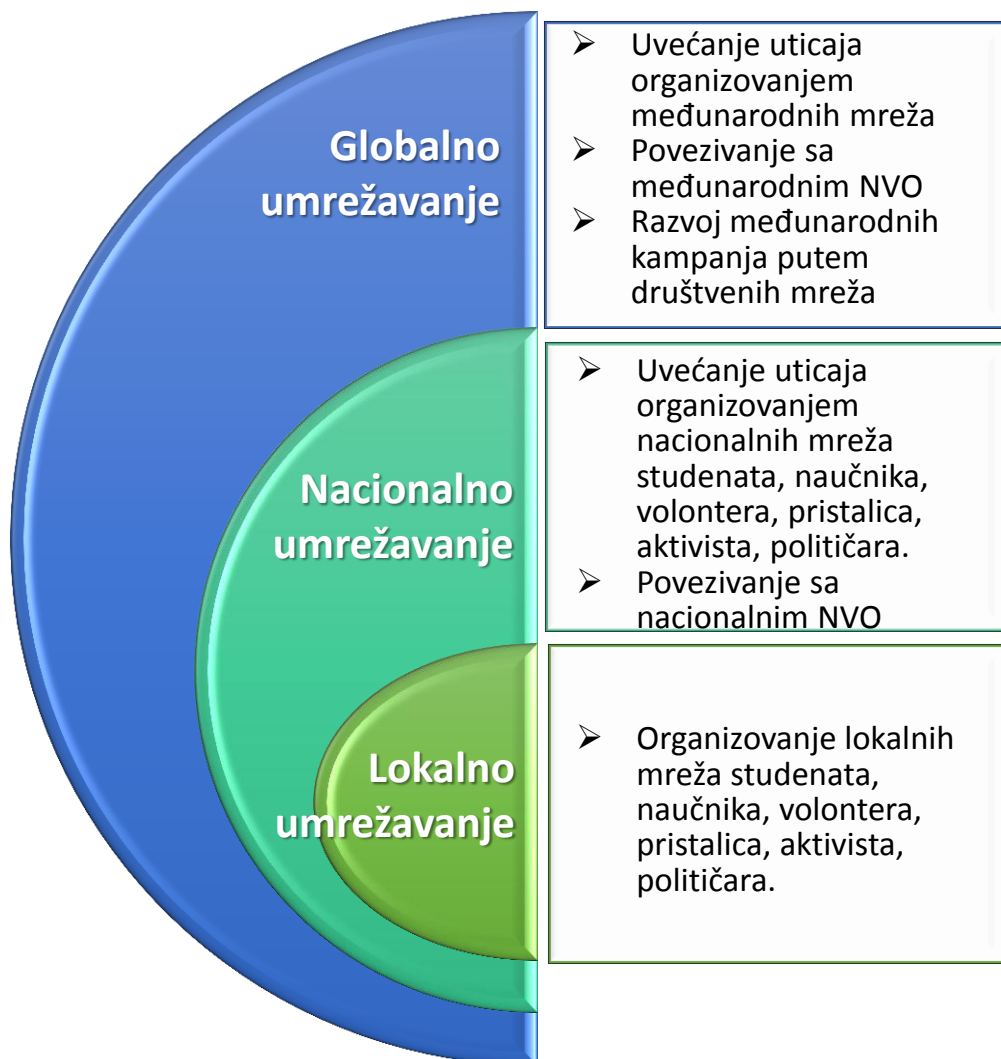 Globalno
umrežavanje
➢ Uvećanje uticaja
organizovanjem
međunarodnih mreža
➢ Povezivanje sa
međunarodnim NVO
➢ Razvoj međunarodnih
kampanja putem
društvenih mreža
Nacionalno
umrežavanje
➢ Uvećanje uticaja
organizovanjem
nacionalnih mreža
studenata, naučnika,
volontera, pristalica,
aktivista, političara.
➢ Povezivanje sa
nacionalnim NVO
Lokalno
umrežavanje
➢ Organizovanje lokalnih
mreža studenata,
naučnika, volontera,
pristalica, aktivista,
političara.